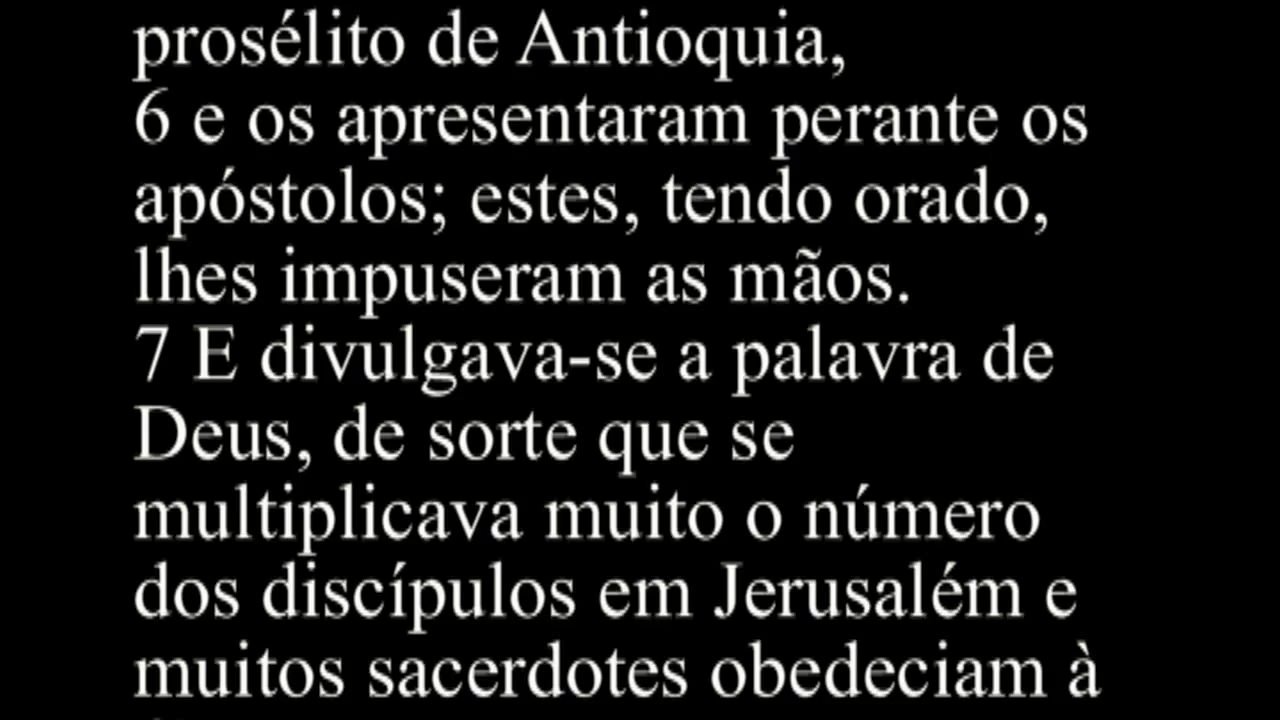 prosélito de Antioquia,
6 e os apresentaram perante os
apóstolos; estes, tendo orado,
lhes impuseram as mãos.
7 E divulgava-se a palavra de
Deus, de sorte que se
multiplicava muito o número
dos discípulos em Jerusalém e
muitos sacerdotes obedeciam à